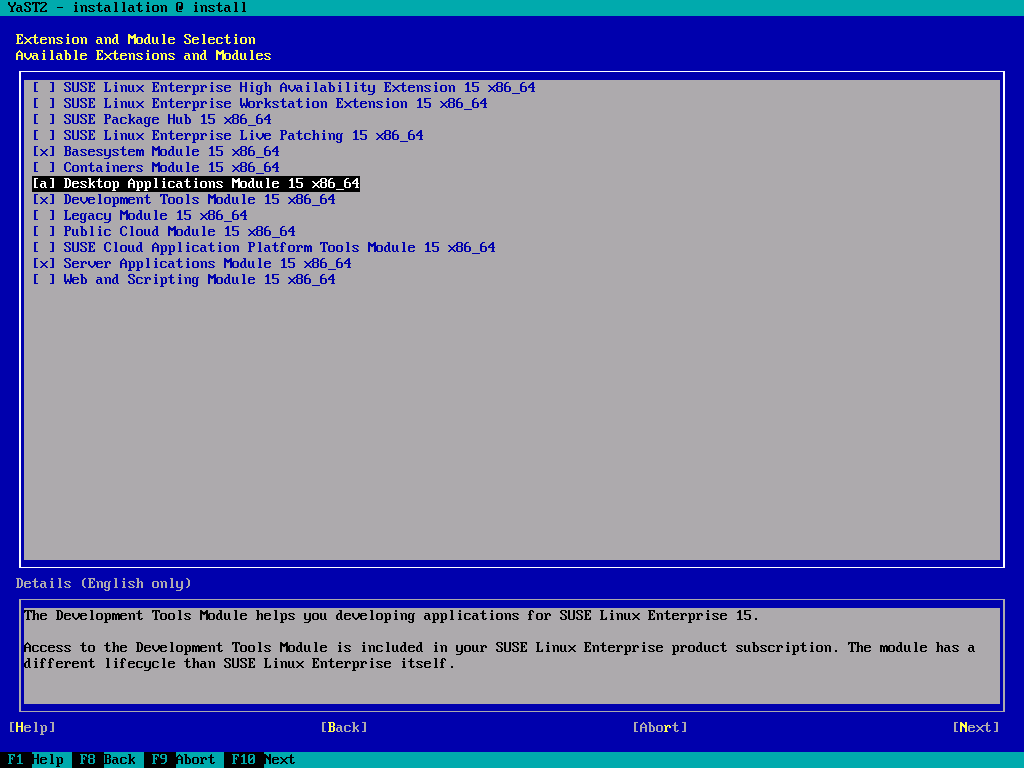 YaST2 - installation @ install
Extension and Module Selection
Available Extensions and Modules
[ ] SUSE Linux Enterprise High Availability Extension 15 x86_64
[ ] SUSE Linux Enterprise Workstation Extension 15 x86_64
[ ] SUSE Package Hub 15 x86_64
[ ] SUSE Linux Enterprise Live Patching 15 x86_64
[x] Basesystem Module 15 x86_64
[ ] Containers Module 15 x86_64
[a] Desktop Applications Module 15 x86_64
[x] Development Tools Module 15 x86_64
[ ] Legacy Module 15 x86_64
[ ] Public Cloud Module 15 x86_64
[ ] SUSE Cloud Application Platform Tools Module 15 x86_64
[x] Server Applications Module 15 x86_64
[ ] Web and Scripting Module 15 x86_64
Details (English only)
The Development Tools Module helps you developing applications for SUSE Linux Enterprise 15.
Access to the Development Tools Module is included in your SUSE Linux Enterprise product subscription. The module has a
different lifecycle than SUSE Linux Enterprise itself.
[Help] [Back] [Abort] [Next]
F1 Help F8 Back F9 Abort F10 Next